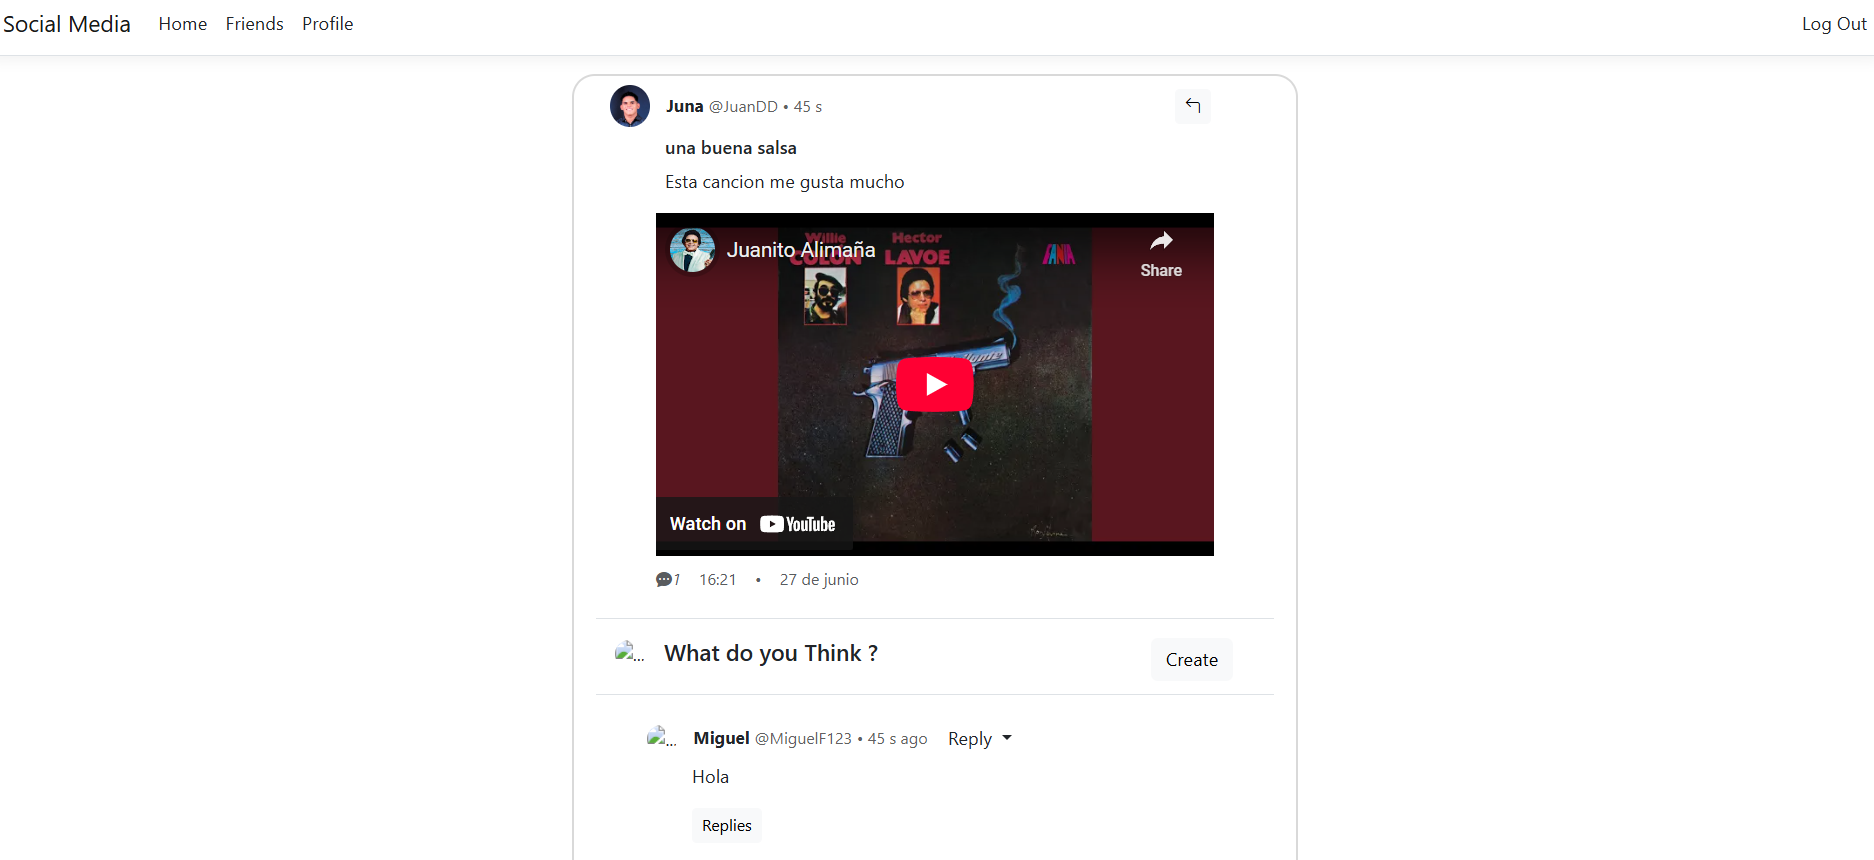 Social Media Home Friends Profile Log Out
Juna @JuanDD • 45 s
una buena salsa
Esta cancion me gusta mucho
Juanito Alimaña
Willie COLÓN
Hector LAVOE
FANIA
Share
Watch on YouTube
1 16:21 • 27 de junio
What do you Think ?
Create
Miguel @MiguelF123 • 45 s ago Reply
Hola
Replies